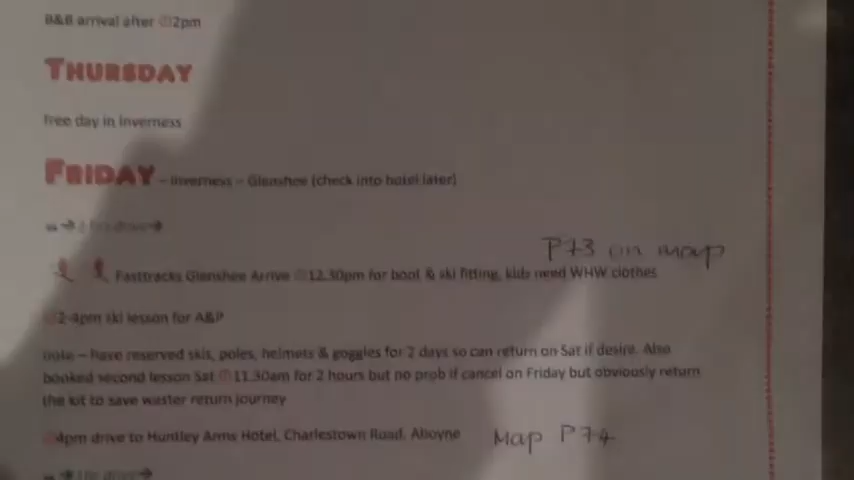 B&B arrival after 2pm
THURSDAY
Free day in Inverness
FRIDAY – Inverness – Glenshee (check into hotel later)
P73 on map
Fasttracks Glenshee Arrive 12.30pm for boot & ski fitting, kids need WHW clothes
2-4pm ski lesson for A&P
note – have reserved skis, poles, helmets & goggles for 2 days so can return on Sat if desire. Also
booked second lesson Sat 11.30am for 2 hours but no prob if cancel on Friday but obviously return
the kit to save waster return journey
4pm drive to Huntley Arms Hotel, Charlestown Road, Aboyne
Map P74
drive